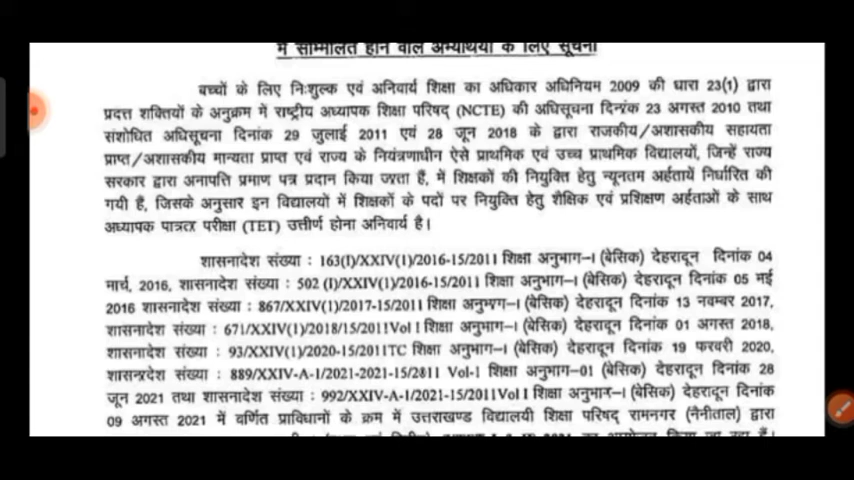 में सम्मिलित होने वाले अभ्यर्थियों के लिए सूचना
बच्चों के लिए निःशुल्क एवं अनिवार्य शिक्षा का अधिकार अधिनियम 2009 की धारा 23(1) द्वारा
प्रदत्त शक्तियों के अनुक्रम में राष्ट्रीय अध्यापक शिक्षा परिषद् (NCTE) की अधिसूचना दिनांक 23 अगस्त 2010 तथा
संशोधित अधिसूचना दिनांक 29 जुलाई 2011 एवं 28 जून 2018 के द्वारा राजकीय/अशासकीय सहायता
प्राप्त/अशासकीय मान्यता प्राप्त एवं राज्य के नियंत्रणाधीन ऐसे प्राथमिक एवं उच्च प्राथमिक विद्यालयों, जिन्हें राज्य
सरकार द्वारा अनापत्ति प्रमाण पत्र प्रदान किया जाता हैं, में शिक्षकों की नियुक्ति हेतु न्यूनतम अर्हतायें निर्धारित की
गयी हैं, जिसके अनुसार इन विद्यालयों में शिक्षकों के पदों पर नियुक्ति हेतु शैक्षिक एवं प्रशिक्षण अर्हताओं के साथ
अध्यापक पात्रता परीक्षा (TET) उत्तीर्ण होना अनिवार्य है।
शासनादेश संख्या : 163(I)/XXIV(1)/2016-15/2011 शिक्षा अनुभाग-I (बेसिक) देहरादून दिनांक 04
मार्च, 2016, शासनादेश संख्या : 502 (I)/XXIV(1)/2016-15/2011 शिक्षा अनुभाग-I (बेसिक) देहरादून दिनांक 05 मई
2016 शासनादेश संख्या : 867/XXIV(1)/2017-15/2011 शिक्षा अनुभाग-I (बेसिक) देहरादून दिनांक 13 नवम्बर 2017,
शासनादेश संख्या : 671/XXIV(1)/2018/15/2011Vol I शिक्षा अनुभाग-I (बेसिक) देहरादून दिनांक 01 अगस्त 2018,
शासनादेश संख्या : 93/XXIV(1)/2020-15/2011TC शिक्षा अनुभाग-I (बेसिक) देहरादून दिनांक 19 फरवरी 2020,
शासनादेश संख्या : 889/XXIV-A-1/2021-2021-15/2011 Vol-1 शिक्षा अनुभाग-01 (बेसिक) देहरादून दिनांक 28
जून 2021 तथा शासनादेश संख्या : 992/XXIV-A-1/2021-15/2011Vol I शिक्षा अनुभाग-I (बेसिक) देहरादून दिनांक
09 अगस्त 2021 में वर्णित प्राविधानों के क्रम में उत्तराखण्ड विद्यालयी शिक्षा परिषद् रामनगर (नैनीताल) द्वारा
का आयोजन किया जा रहा है।